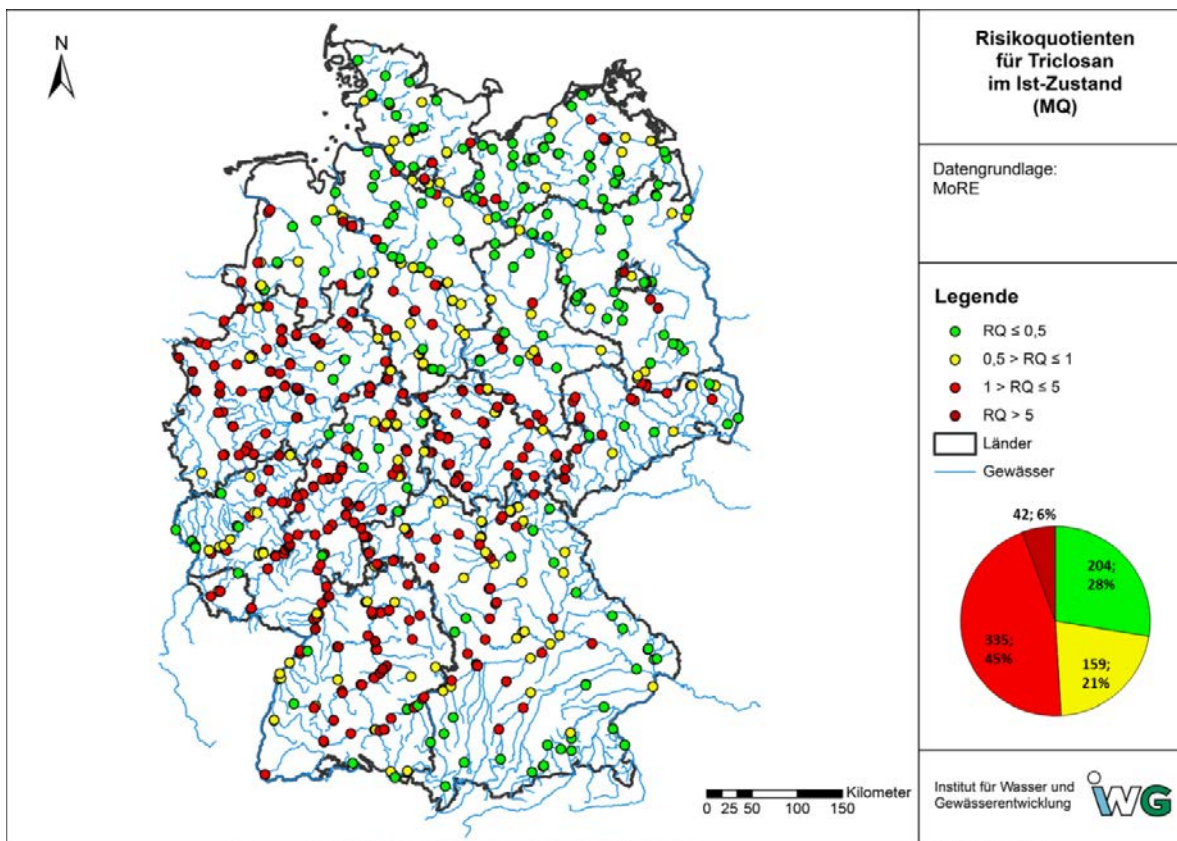 N
Kilometer
0 25 50 100 150
Risikoquotienten
für Triclosan
im Ist-Zustand
(MQ)
Datengrundlage:
MoRE
Legende
RQ ≤ 0,5
0,5 > RQ ≤ 1
1 > RQ ≤ 5
RQ > 5
Länder
Gewässer
42; 6%
204;
28%
335;
45%
159;
21%
Institut für Wasser und
Gewässerentwicklung
iWG